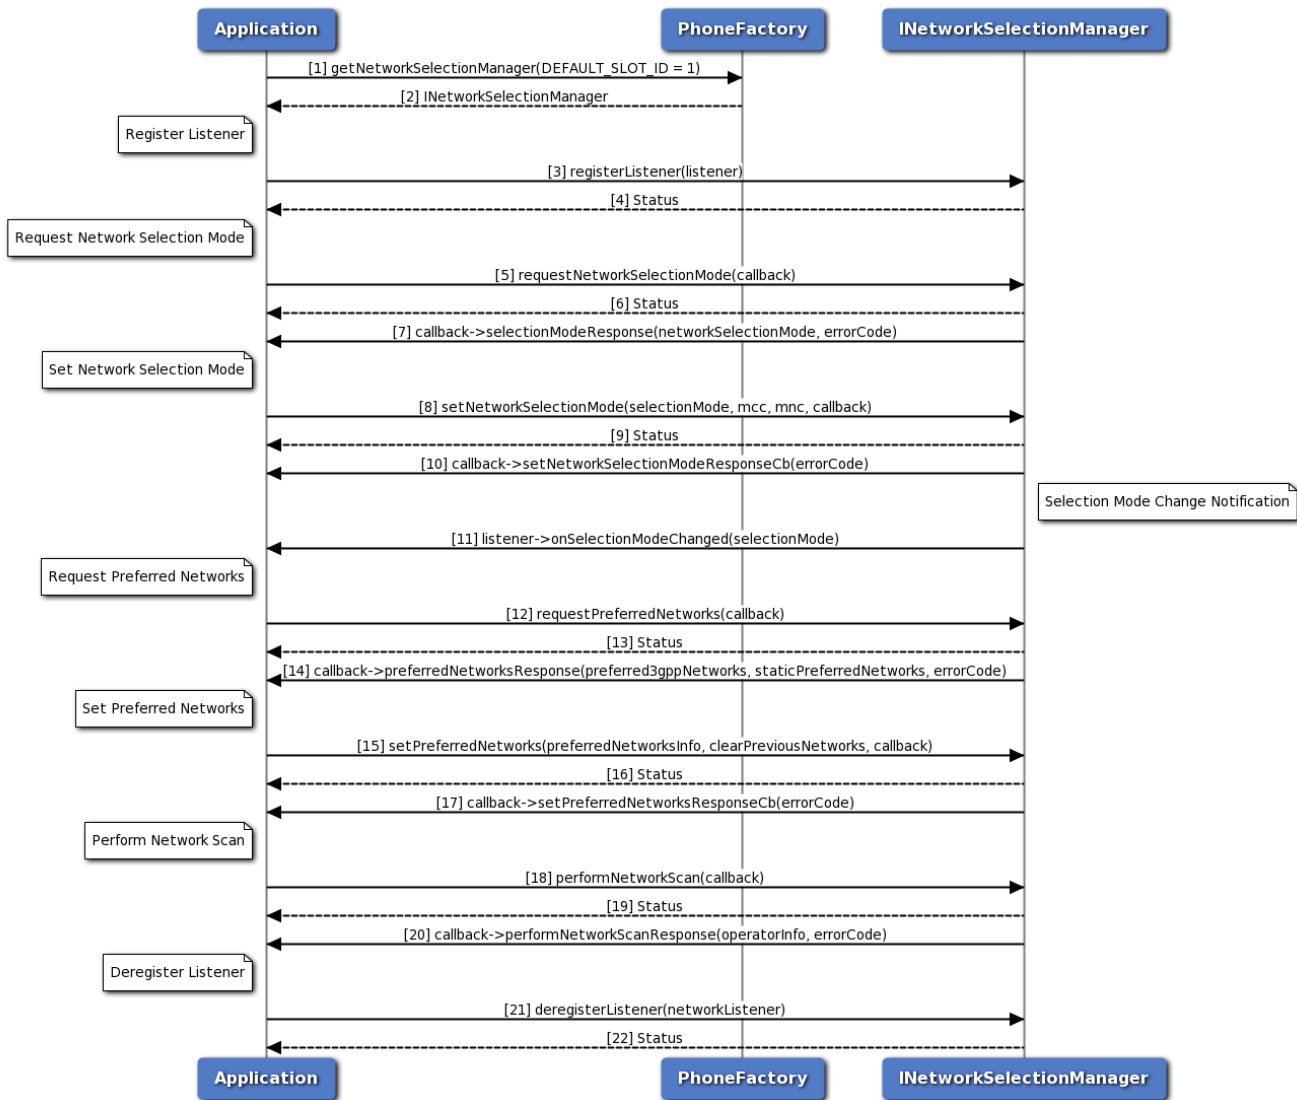 Application
PhoneFactory
INetworkSelectionManager
[1] getNetworkSelectionManager(DEFAULT_SLOT_ID = 1)
[2] INetworkSelectionManager
Register Listener
[3] registerListener(listener)
[4] Status
Request Network Selection Mode
[5] requestNetworkSelectionMode(callback)
[6] Status
[7] callback->selectionModeResponse(networkSelectionMode, errorCode)
Set Network Selection Mode
[8] setNetworkSelectionMode(selectionMode, mcc, mnc, callback)
[9] Status
[10] callback->setNetworkSelectionModeResponseCb(errorCode)
Selection Mode Change Notification
[11] listener->onSelectionModeChanged(selectionMode)
Request Preferred Networks
[12] requestPreferredNetworks(callback)
[13] Status
[14] callback->preferredNetworksResponse(preferred3gppNetworks, staticPreferredNetworks, errorCode)
Set Preferred Networks
[15] setPreferredNetworks(preferredNetworksInfo, clearPreviousNetworks, callback)
[16] Status
[17] callback->setPreferredNetworksResponseCb(errorCode)
Perform Network Scan
[18] performNetworkScan(callback)
[19] Status
[20] callback->performNetworkScanResponse(operatorInfo, errorCode)
Deregister Listener
[21] deregisterListener(networkListener)
[22] Status
Application
PhoneFactory
INetworkSelectionManager